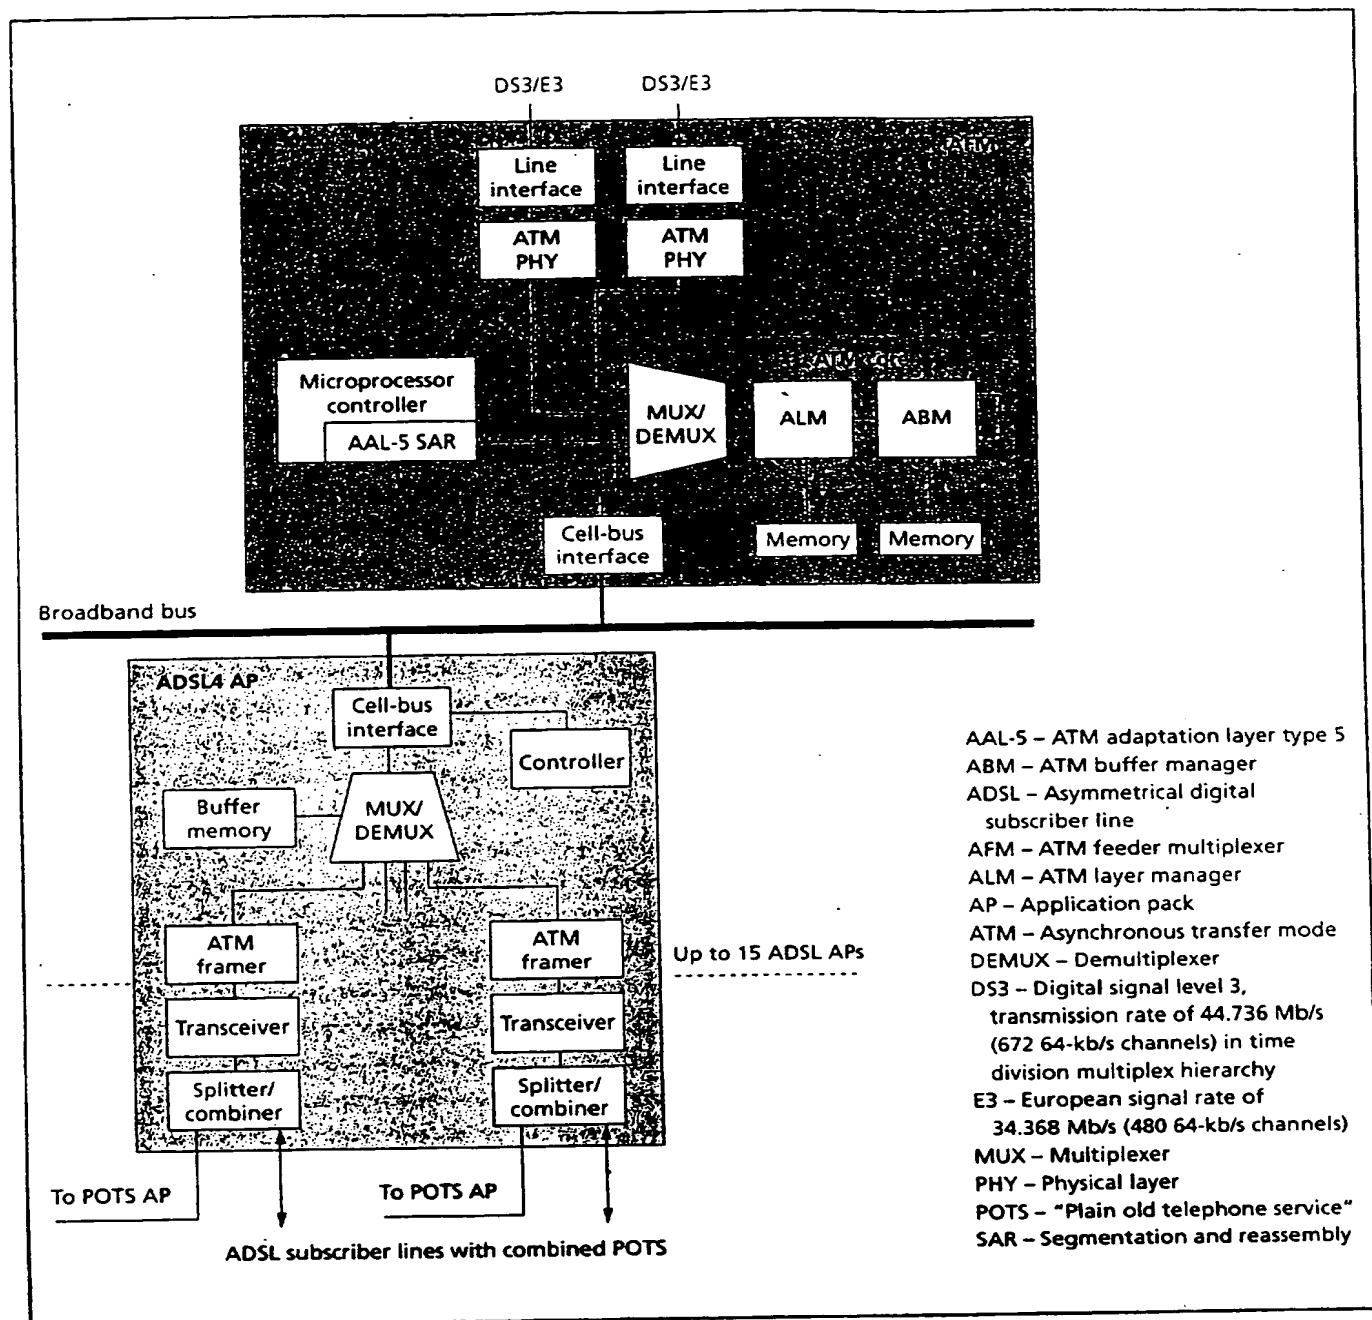 DS3/E3
DS3/E3
AFM
Line
interface
Line
interface
ATM
PHY
ATM
PHY
Microprocessor
controller
AAL-5 SAR
MUX/
DEMUX
ALM
ABM
Cell-bus
interface
Memory
Memory
Broadband bus
ADSL4 AP
Cell-bus
interface
Controller
Buffer
memory
MUX/
DEMUX
ATM
framer
ATM
framer
Up to 15 ADSL APs
Transceiver
Transceiver
Splitter/
combiner
Splitter/
combiner
To POTS AP
To POTS AP
ADSL subscriber lines with combined POTS
AAL-5 – ATM adaptation layer type 5
ABM – ATM buffer manager
ADSL – Asymmetrical digital
subscriber line
AFM – ATM feeder multiplexer
ALM – ATM layer manager
AP – Application pack
ATM – Asynchronous transfer mode
DEMUX – Demultiplexer
DS3 – Digital signal level 3,
transmission rate of 44.736 Mb/s
(672 64-kb/s channels) in time
division multiplex hierarchy
E3 – European signal rate of
34.368 Mb/s (480 64-kb/s channels)
MUX – Multiplexer
PHY – Physical layer
POTS – "Plain old telephone service"
SAR – Segmentation and reassembly